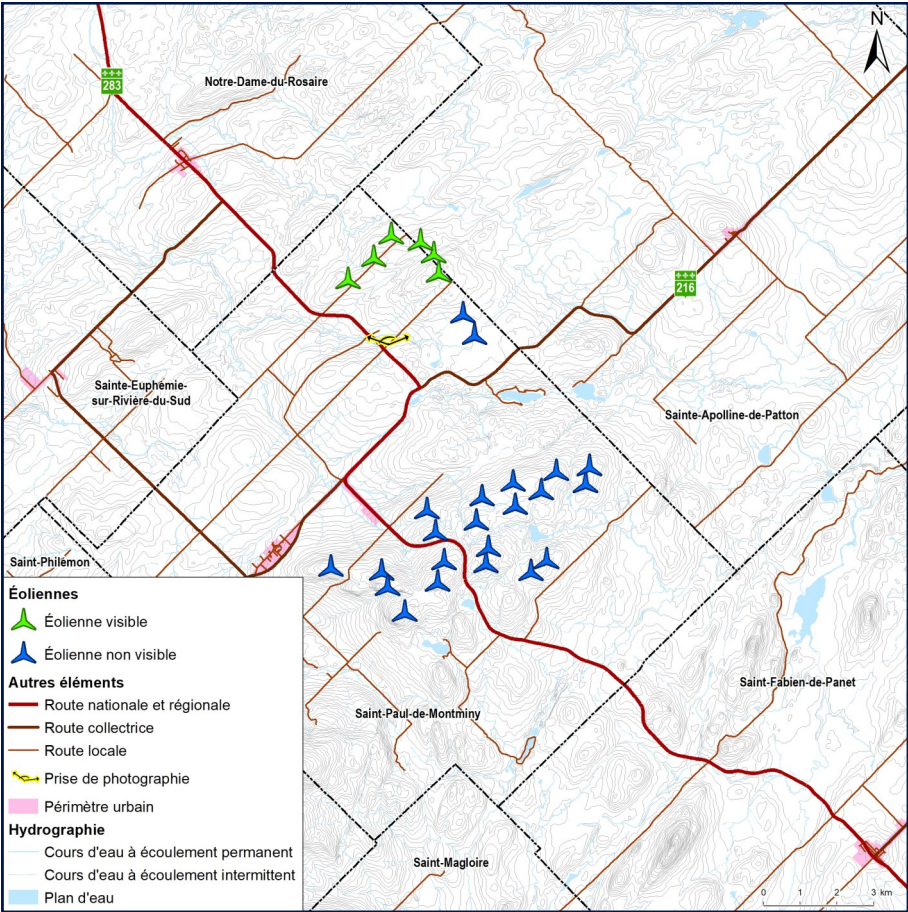 N
283
Notre-Dame-du-Rosaire
216
Sainte-Euphémie-
sur-Rivière-du-Sud
Sainte-Apolline-de-Patton
Saint-Philémon
Saint-Fabien-de-Panet
Saint-Paul-de-Montminy
Saint-Magloire
Éoliennes
Éolienne visible
Éolienne non visible
Autres éléments
Route nationale et régionale
Route collectrice
Route locale
Prise de photographie
Périmètre urbain
Hydrographie
Cours d'eau à écoulement permanent
Cours d'eau à écoulement intermittent
Plan d'eau
0 1 2 3 km